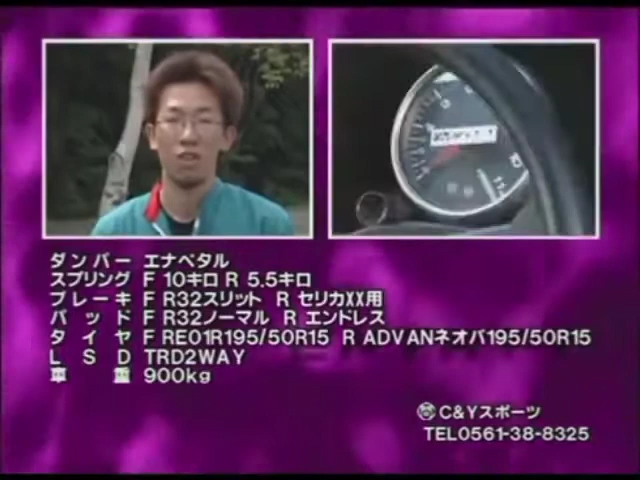 ダンパー エナペタル
スプリング F 10キロ R 5.5キロ
ブレーキ F R32スリット R セリカXX用
パッド F R32ノーマル R エンドレス
タイヤ F RE01R195/50R15 R ADVANネオバ195/50R15
LSD TRD2WAY
車重 900kg
C&Yスポーツ
TEL0561-38-8325